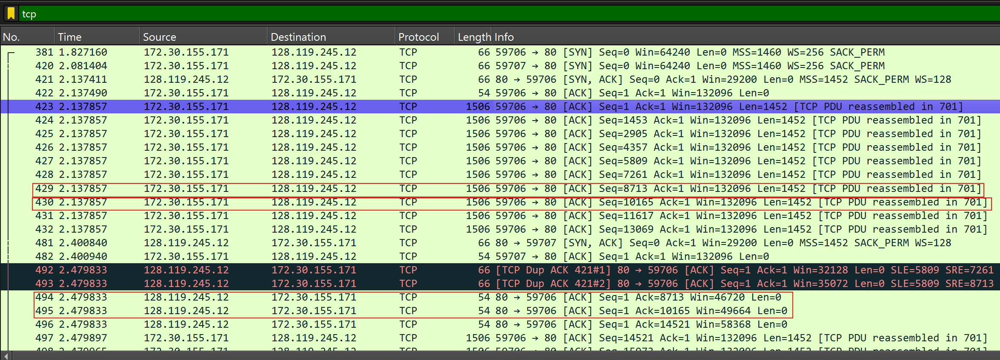 tcp
No. Time Source Destination Protocol Length Info
381 1.827160 172.30.155.171 128.119.245.12 TCP 66 59706 → 80 [SYN] Seq=0 Win=64240 Len=0 MSS=1460 WS=256 SACK_PERM
420 2.081404 172.30.155.171 128.119.245.12 TCP 66 59707 → 80 [SYN] Seq=0 Win=64240 Len=0 MSS=1460 WS=256 SACK_PERM
421 2.137411 128.119.245.12 172.30.155.171 TCP 66 80 → 59706 [SYN, ACK] Seq=0 Ack=1 Win=29200 Len=0 MSS=1452 SACK_PERM WS=128
422 2.137490 172.30.155.171 128.119.245.12 TCP 54 59706 → 80 [ACK] Seq=1 Ack=1 Win=132096 Len=0
423 2.137857 172.30.155.171 128.119.245.12 TCP 1506 59706 → 80 [ACK] Seq=1 Ack=1 Win=132096 Len=1452 [TCP PDU reassembled in 701]
424 2.137857 172.30.155.171 128.119.245.12 TCP 1506 59706 → 80 [ACK] Seq=1453 Ack=1 Win=132096 Len=1452 [TCP PDU reassembled in 701]
425 2.137857 172.30.155.171 128.119.245.12 TCP 1506 59706 → 80 [ACK] Seq=2905 Ack=1 Win=132096 Len=1452 [TCP PDU reassembled in 701]
426 2.137857 172.30.155.171 128.119.245.12 TCP 1506 59706 → 80 [ACK] Seq=4357 Ack=1 Win=132096 Len=1452 [TCP PDU reassembled in 701]
427 2.137857 172.30.155.171 128.119.245.12 TCP 1506 59706 → 80 [ACK] Seq=5809 Ack=1 Win=132096 Len=1452 [TCP PDU reassembled in 701]
428 2.137857 172.30.155.171 128.119.245.12 TCP 1506 59706 → 80 [ACK] Seq=7261 Ack=1 Win=132096 Len=1452 [TCP PDU reassembled in 701]
429 2.137857 172.30.155.171 128.119.245.12 TCP 1506 59706 → 80 [ACK] Seq=8713 Ack=1 Win=132096 Len=1452 [TCP PDU reassembled in 701]
430 2.137857 172.30.155.171 128.119.245.12 TCP 1506 59706 → 80 [ACK] Seq=10165 Ack=1 Win=132096 Len=1452 [TCP PDU reassembled in 701]
431 2.137857 172.30.155.171 128.119.245.12 TCP 1506 59706 → 80 [ACK] Seq=11617 Ack=1 Win=132096 Len=1452 [TCP PDU reassembled in 701]
432 2.137857 172.30.155.171 128.119.245.12 TCP 1506 59706 → 80 [ACK] Seq=13069 Ack=1 Win=132096 Len=1452 [TCP PDU reassembled in 701]
481 2.400840 128.119.245.12 172.30.155.171 TCP 66 80 → 59707 [SYN, ACK] Seq=0 Ack=1 Win=29200 Len=0 MSS=1452 SACK_PERM WS=128
482 2.400940 172.30.155.171 128.119.245.12 TCP 54 59707 → 80 [ACK] Seq=1 Ack=1 Win=132096 Len=0
492 2.479833 128.119.245.12 172.30.155.171 TCP 66 [TCP Dup ACK 421#1] 80 → 59706 [ACK] Seq=1 Ack=1 Win=32128 Len=0 SLE=5809 SRE=7261
493 2.479833 128.119.245.12 172.30.155.171 TCP 66 [TCP Dup ACK 421#2] 80 → 59706 [ACK] Seq=1 Ack=1 Win=35072 Len=0 SLE=5809 SRE=8713
494 2.479833 128.119.245.12 172.30.155.171 TCP 54 80 → 59706 [ACK] Seq=1 Ack=8713 Win=46720 Len=0
495 2.479833 128.119.245.12 172.30.155.171 TCP 54 80 → 59706 [ACK] Seq=1 Ack=10165 Win=49664 Len=0
496 2.479833 128.119.245.12 172.30.155.171 TCP 54 80 → 59706 [ACK] Seq=1 Ack=14521 Win=58368 Len=0
497 2.479897 172.30.155.171 128.119.245.12 TCP 1506 59706 → 80 [ACK] Seq=14521 Ack=1 Win=132096 Len=1452 [TCP PDU reassembled in 701]